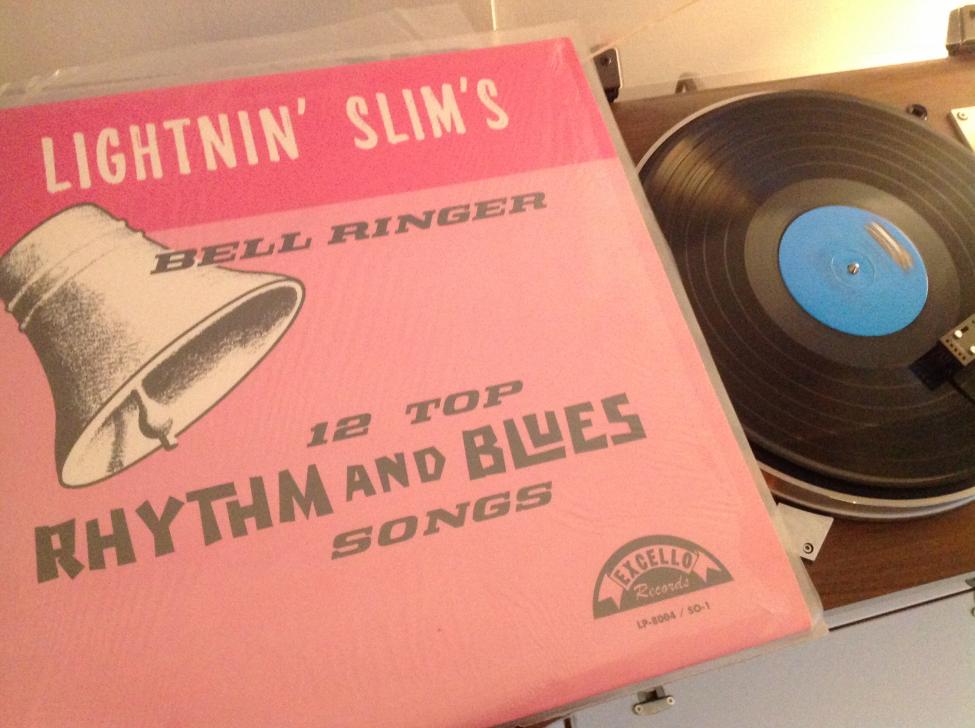 LIGHTNIN' SLIM'S
BELL RINGER
12 TOP
RHYTHM AND BLUES
SONGS
EXCELLO
Records
LP-8004 / SO-1